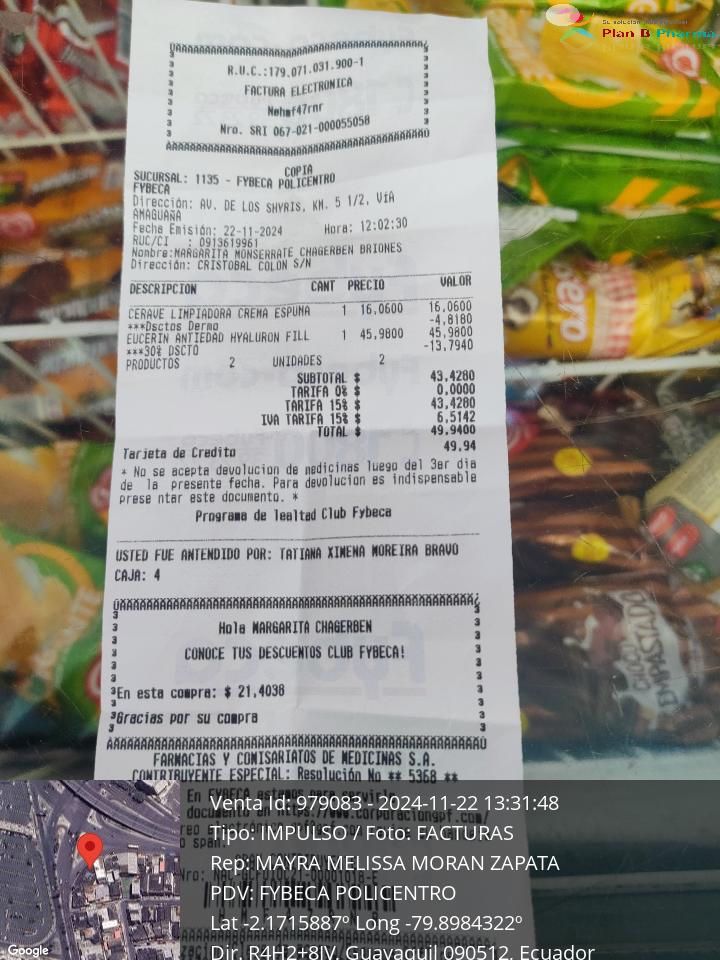 Plan B Pharma
R.U.C.:179.071.031.900-1
FACTURA ELECTRONICA
Nehmf47rnr
Nro. SRI 067-021-000055058
COPIA
SUCURSAL: 1135 - FYBECA POLICENTRO
FYBECA
Dirección: AV. DE LOS SHYRIS, KM. 5 1/2, VíA
AMAGUAÑA
Fecha Emisión: 22-11-2024 Hora: 12:02:30
RUC/CI : 0913619961
Nombre:MARGARITA MONSERRATE CHAGERBEN BRIONES
Dirección: CRISTOBAL COLON S/N
DESCRIPCION CANT PRECIO VALOR
CERAVE LIMPIADORA CREMA ESPUMA 1 16,0600 16,0600
***Dsctos Dermo -4,8180
EUCERIN ANTIEDAD HYALURON FILL 1 45,9800 45,9800
***30% DSCTO -13,7940
PRODUCTOS 2 UNIDADES 2
SUBTOTAL $ 43,4280
TARIFA 0% $ 0,0000
TARIFA 15% $ 43,4280
IVA TARIFA 15% $ 6,5142
TOTAL $ 49,9400
Tarjeta de Credito 49.94
* No se acepta devolucion de medicinas luego del 3er dia
de la presente fecha. Para devolucion es indispensable
prese ntar este documento. *
Programa de lealtad Club Fybeca
USTED FUE ANTENDIDO POR: TATIANA XIMENA MOREIRA BRAVO
CAJA: 4
Hola MARGARITA CHAGERBEN
CONOCE TUS DESCUENTOS CLUB FYBECA!
En esta compra: $ 21,4038
Gracias por su compra
FARMACIAS Y COMISARIATOS DE MEDICINAS S.A.
CONTRIBUYENTE ESPECIAL: Resolución No ** 5368 **
Venta Id: 979083 - 2024-11-22 13:31:48
Tipo: IMPULSO / Foto: FACTURAS
Rep: MAYRA MELISSA MORAN ZAPATA
PDV: FYBECA POLICENTRO
Lat -2.1715887º Long -79.8984322º
Dir. R4H2+8JV, Guayaquil 090512, Ecuador
Google